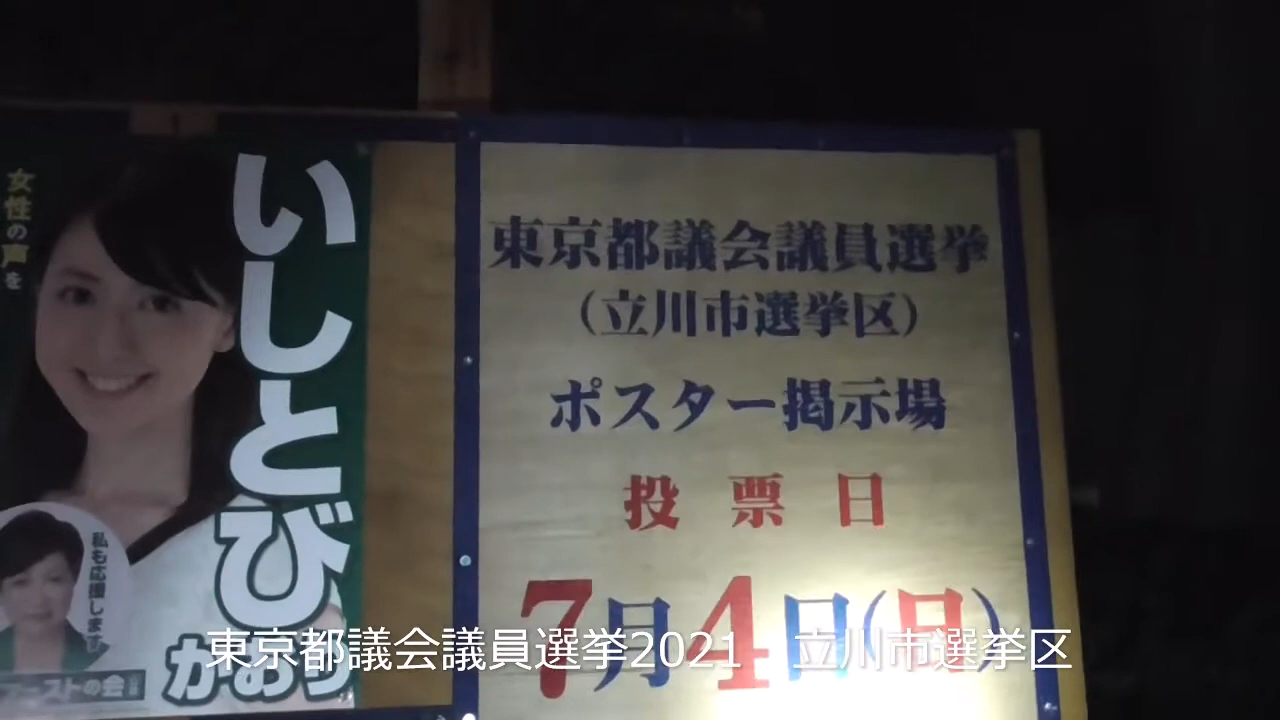 女性の声を
いしとび
かおり
私も応援します
ファーストの会
東京都議会議員選挙
(立川市選挙区)
ポスター掲示場
投票日
7月4日(日)
東京都議会議員選挙2021 立川市選挙区